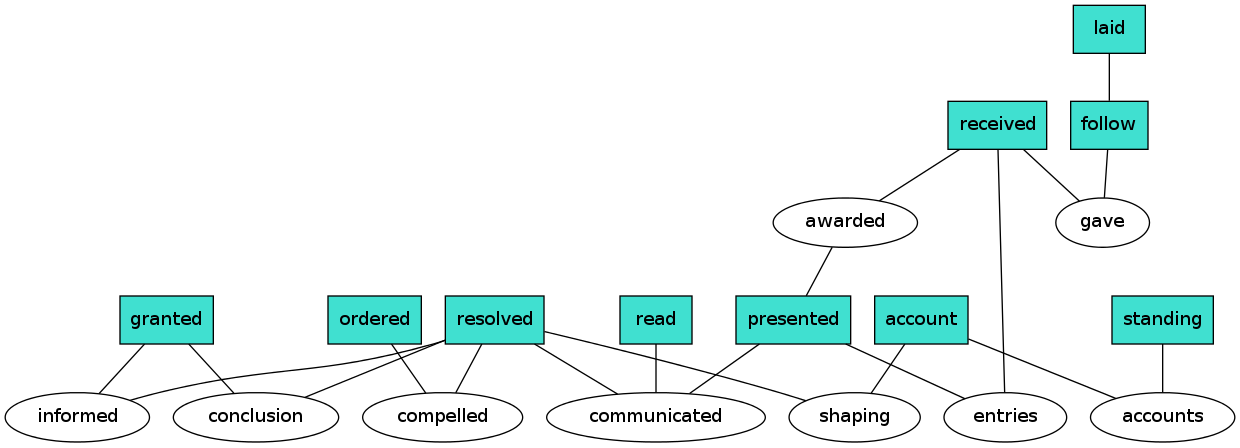 laid
received
follow
awarded
gave
granted
ordered
resolved
read
presented
account
standing
informed
conclusion
compelled
communicated
shaping
entries
accounts